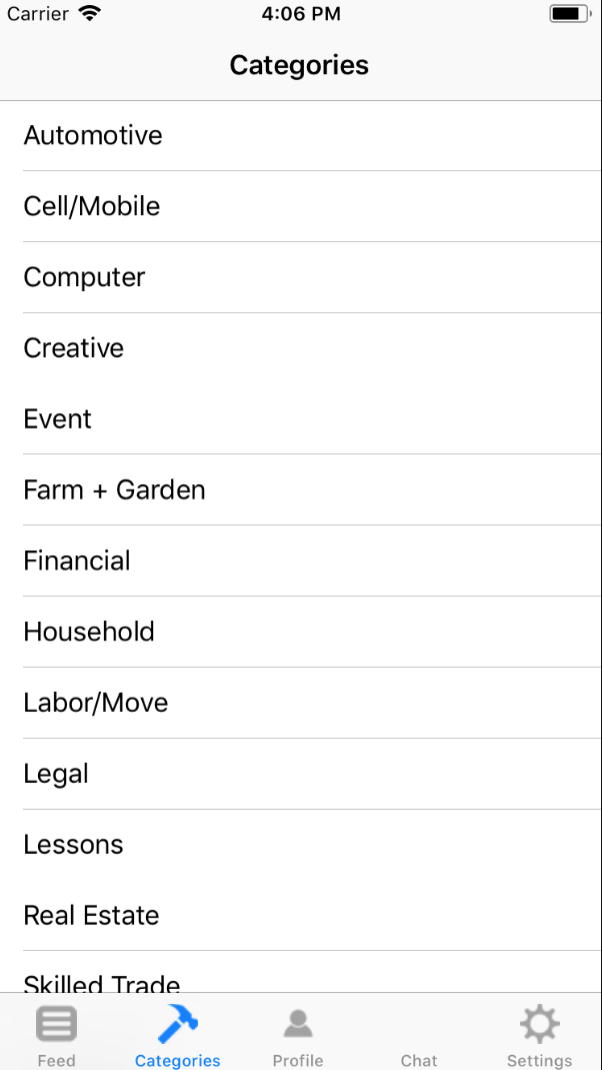 Carrier 4:06 PM
Categories
Automotive
Cell/Mobile
Computer
Creative
Event
Farm + Garden
Financial
Household
Labor/Move
Legal
Lessons
Real Estate
Skilled Trade
Feed Categories Profile Chat Settings